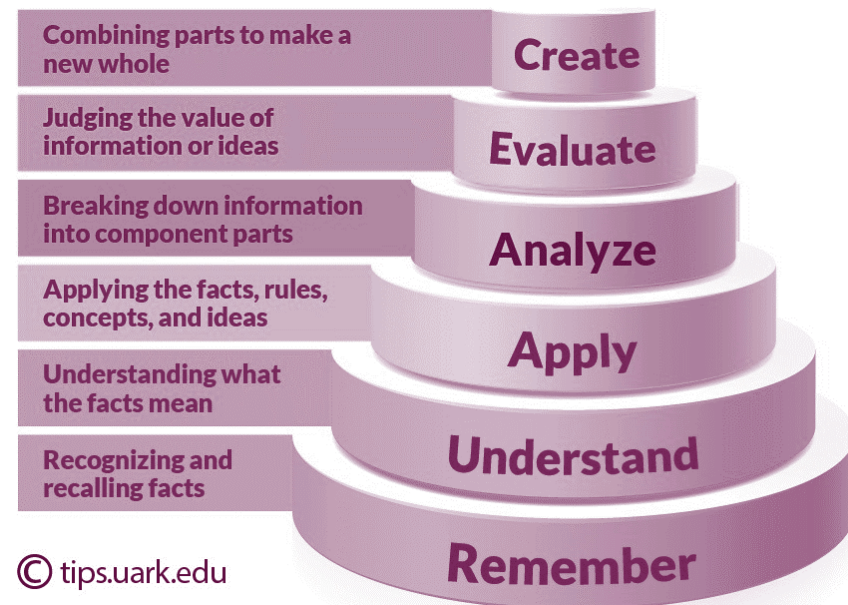 Combining parts to make a
new whole
Create
Judging the value of
information or ideas
Evaluate
Breaking down information
into component parts
Analyze
Applying the facts, rules,
concepts, and ideas
Apply
Understanding what
the facts mean
Understand
Recognizing and
recalling facts
Remember
© tips.uark.edu